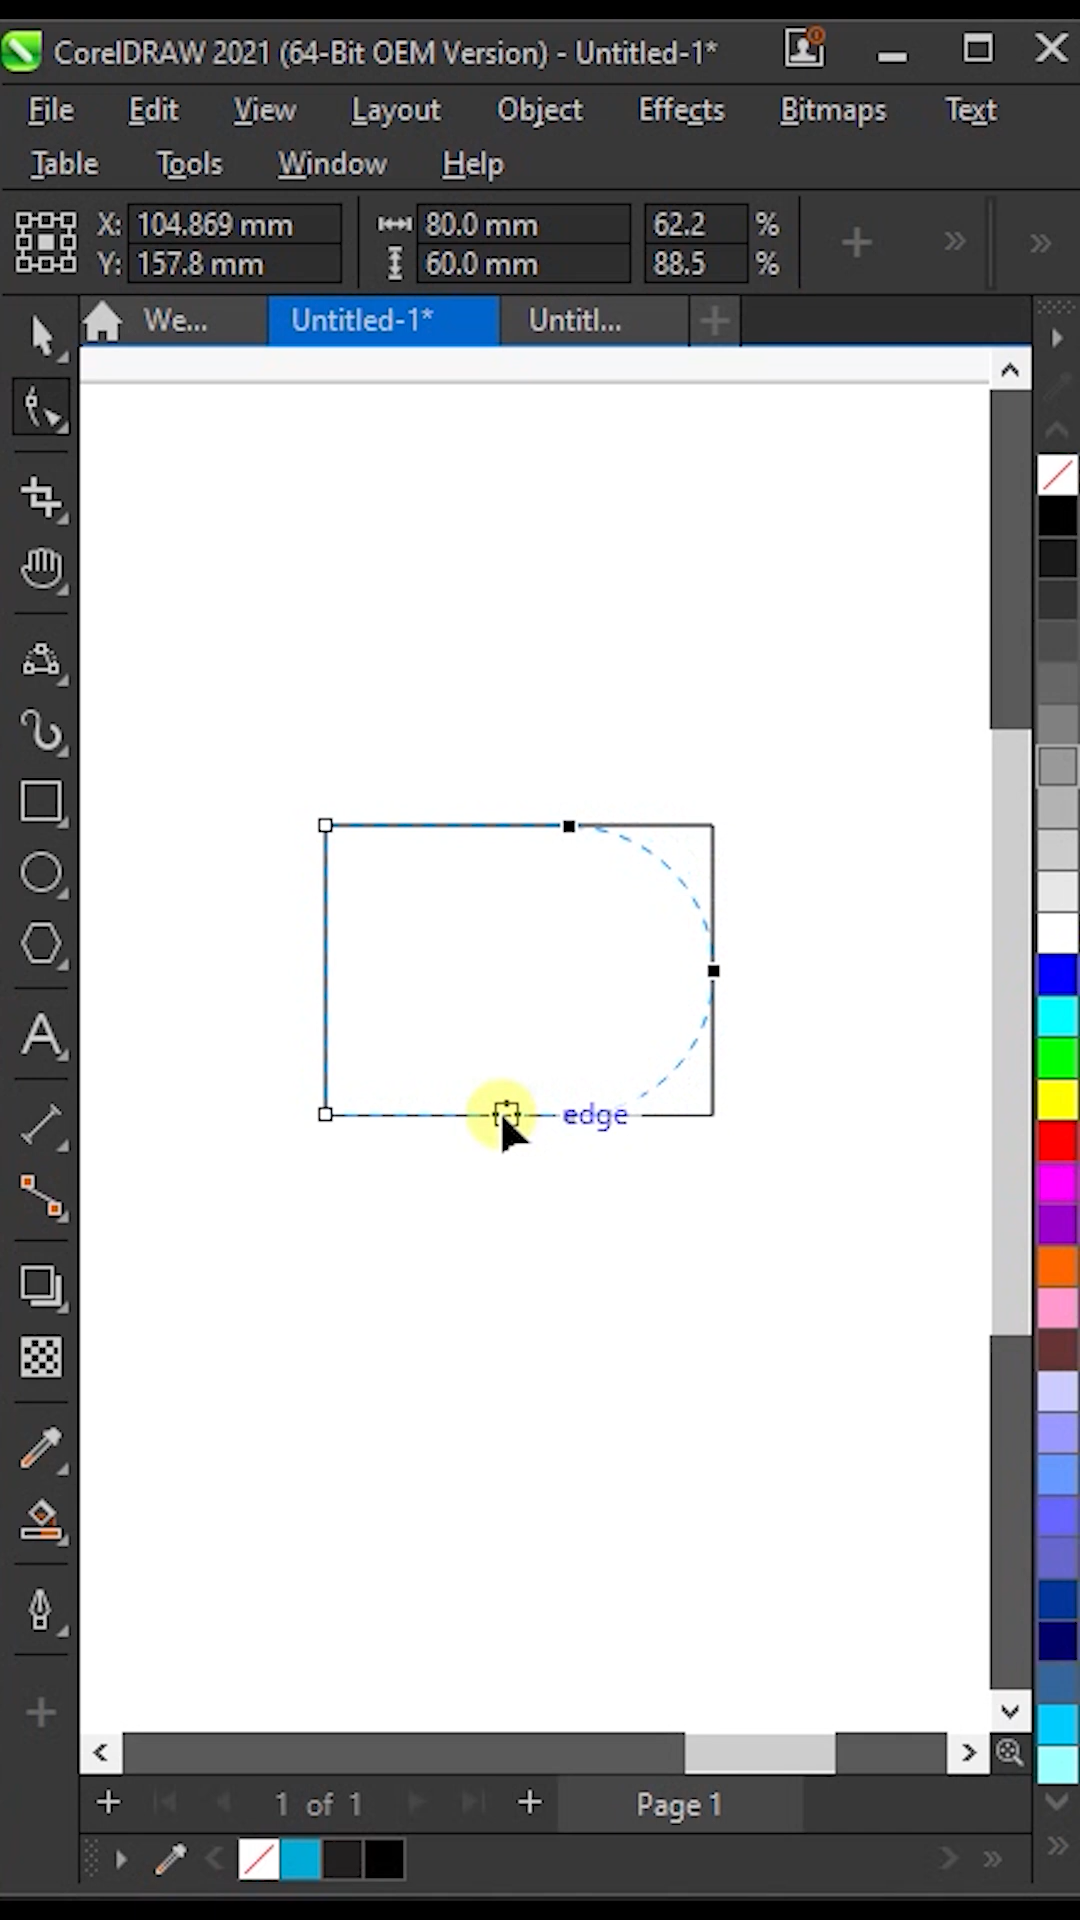 CorelDRAW 2021 (64-Bit OEM Version) - Untitled-1*
File Edit View Layout Object Effects Bitmaps Text
Table Tools Window Help
X: 104.869 mm 80.0 mm 62.2 %
Y: 157.8 mm 60.0 mm 88.5 %
We... Untitled-1* Untitl...
edge
1 of 1 Page 1